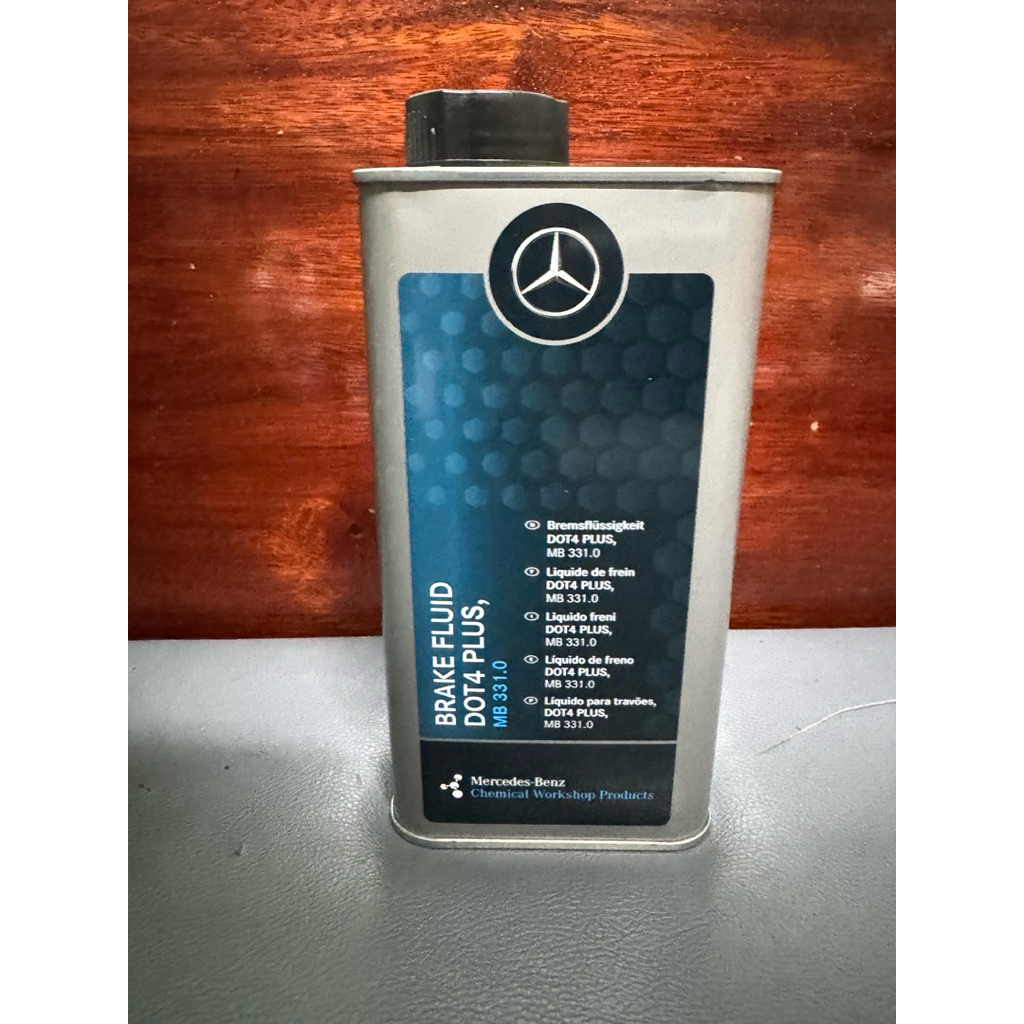 BRAKE FLUID
DOT4 PLUS,
MB 331.0
D Bremsflüssigkeit
DOT4 PLUS,
MB 331.0
F Liquide de frein
DOT4 PLUS,
MB 331.0
I Liquido freni
DOT4 PLUS,
MB 331.0
E Líquido de freno
DOT4 PLUS,
MB 331.0
P Líquido para travões,
DOT4 PLUS,
MB 331.0
Mercedes-Benz
Chemical Workshop Products